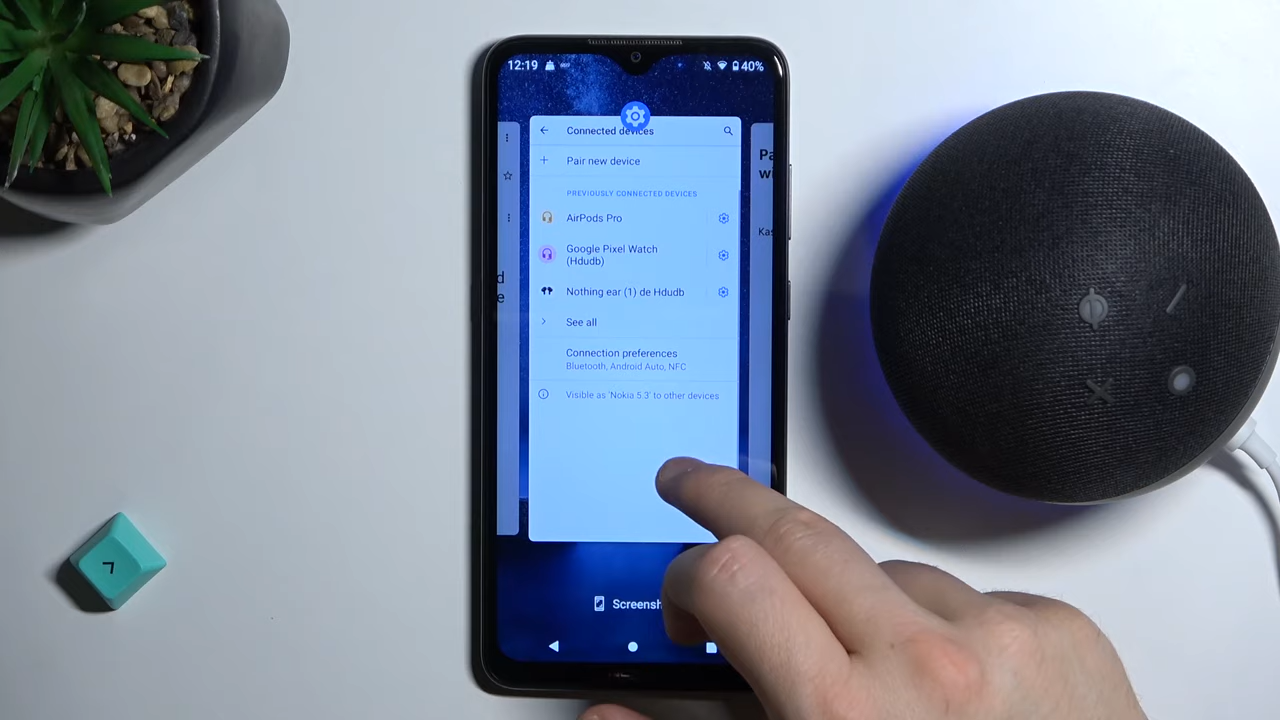 12:19
40%
Connected devices
Pair new device
PREVIOUSLY CONNECTED DEVICES
AirPods Pro
Google Pixel Watch
(Hdudb)
Nothing ear (1) de Hdudb
See all
Connection preferences
Bluetooth, Android Auto, NFC
Visible as 'Nokia 5.3' to other devices
d
e
Pa
wi
Kas
Screensh